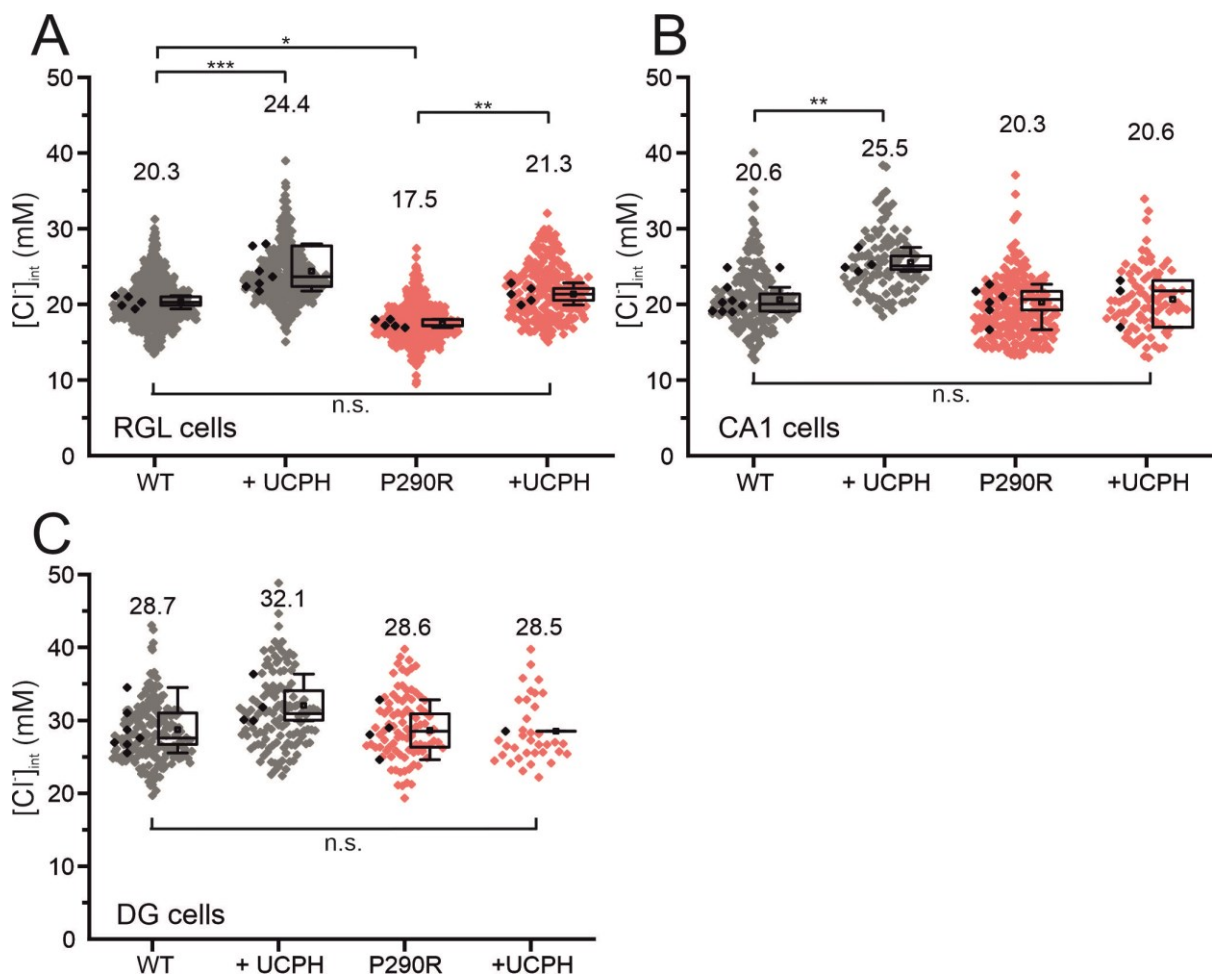 A
*
***
**
50
40
30
20
10
0
[Cl⁻]int (mM)
20.3
24.4
17.5
21.3
n.s.
RGL cells
WT
+ UCPH
P290R
+UCPH
B
**
50
40
30
20
10
0
[Cl⁻]int (mM)
20.6
25.5
20.3
20.6
n.s.
CA1 cells
WT
+ UCPH
P290R
+UCPH
C
50
40
30
20
10
0
[Cl⁻]int (mM)
28.7
32.1
28.6
28.5
n.s.
DG cells
WT
+ UCPH
P290R
+UCPH